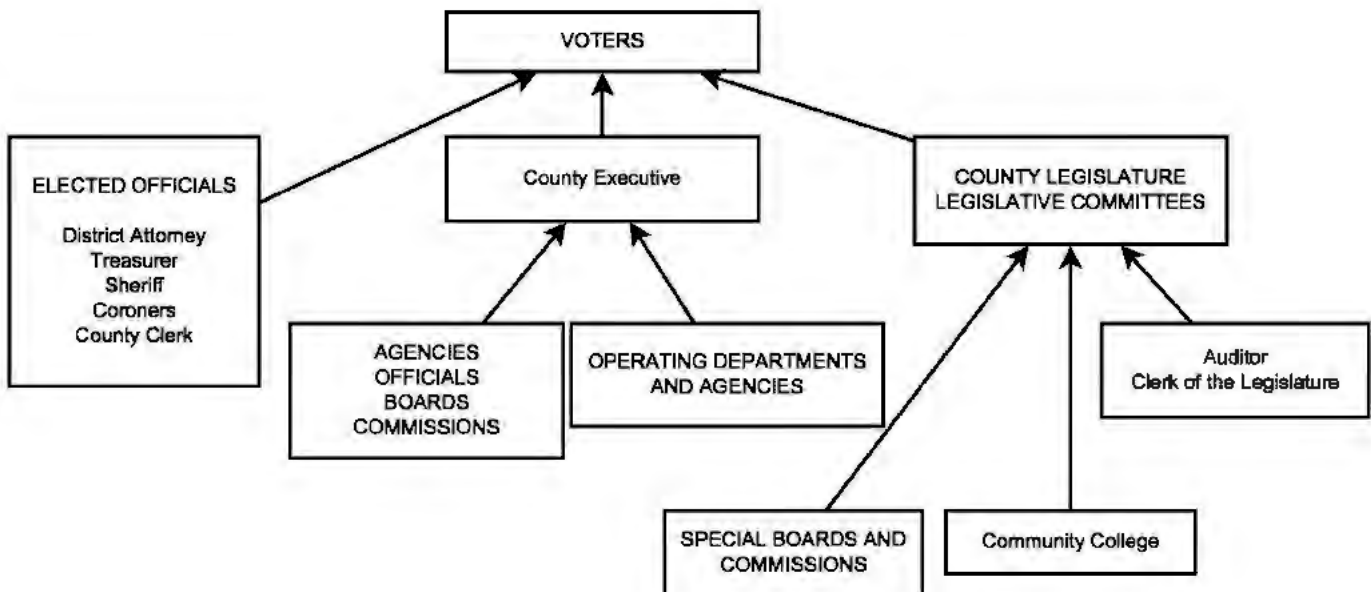 VOTERS
ELECTED OFFICIALS
District Attorney
Treasurer
Sheriff
Coroners
County Clerk
County Executive
COUNTY LEGISLATURE
LEGISLATIVE COMMITTEES
AGENCIES
OFFICIALS
BOARDS
COMMISSIONS
OPERATING DEPARTMENTS
AND AGENCIES
Auditor
Clerk of the Legislature
SPECIAL BOARDS AND
COMMISSIONS
Community College